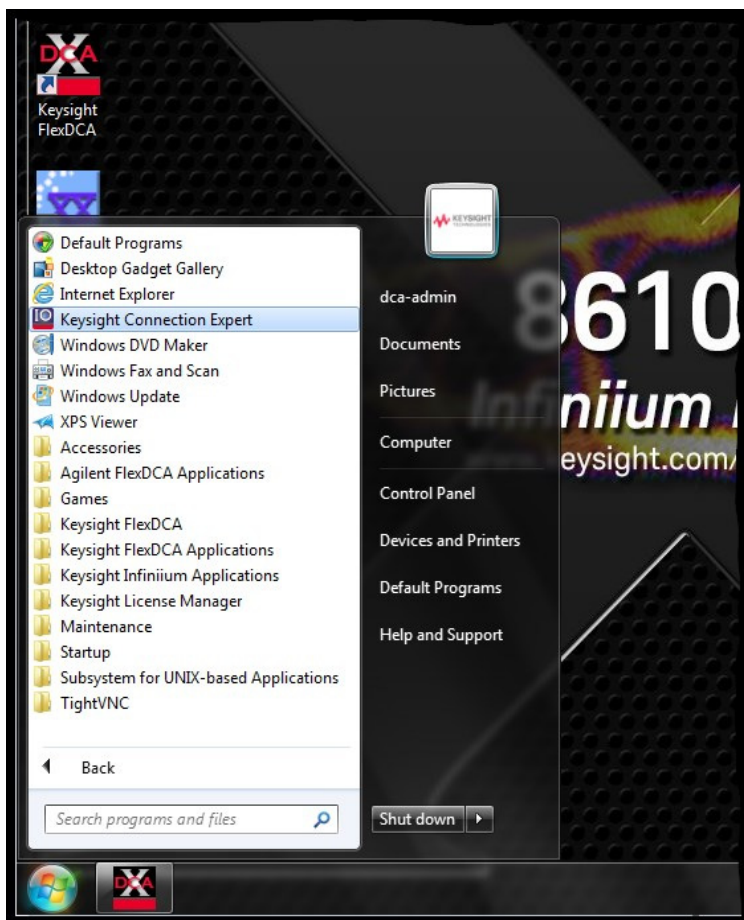 DCA
X
Keysight
FlexDCA
KEYSIGHT
TECHNOLOGIES
Default Programs
Desktop Gadget Gallery
Internet Explorer
Keysight Connection Expert
Windows DVD Maker
Windows Fax and Scan
Windows Update
XPS Viewer
Accessories
Agilent FlexDCA Applications
Games
Keysight FlexDCA
Keysight FlexDCA Applications
Keysight Infiniium Applications
Keysight License Manager
Maintenance
Startup
Subsystem for UNIX-based Applications
TightVNC
Back
Search programs and files
dca-admin
Documents
Pictures
Computer
Control Panel
Devices and Printers
Default Programs
Help and Support
Shut down
8610
Infiniium
eysight.com/
DCA
X